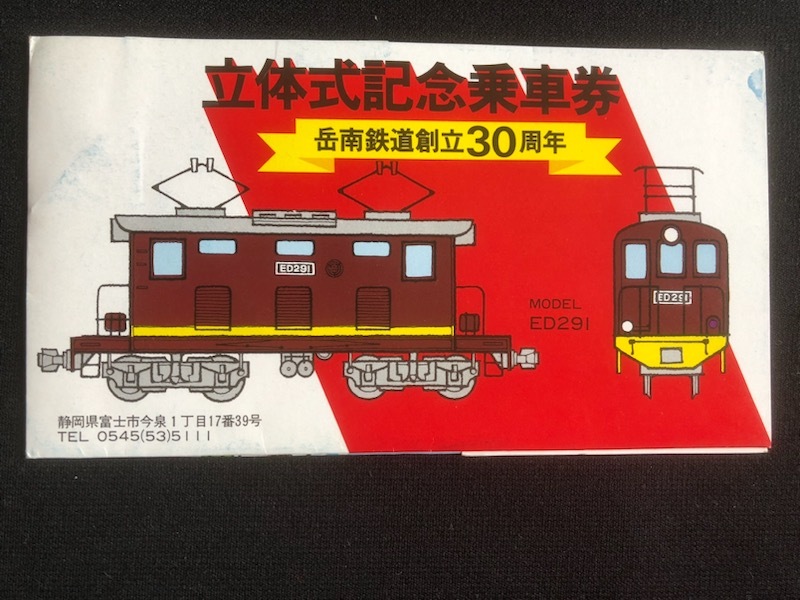 立体式記念乗車券
岳南鉄道創立30周年
ED291
ED291
MODEL
ED291
静岡県富士市今泉1丁目17番39号
TEL 0545(53)5111